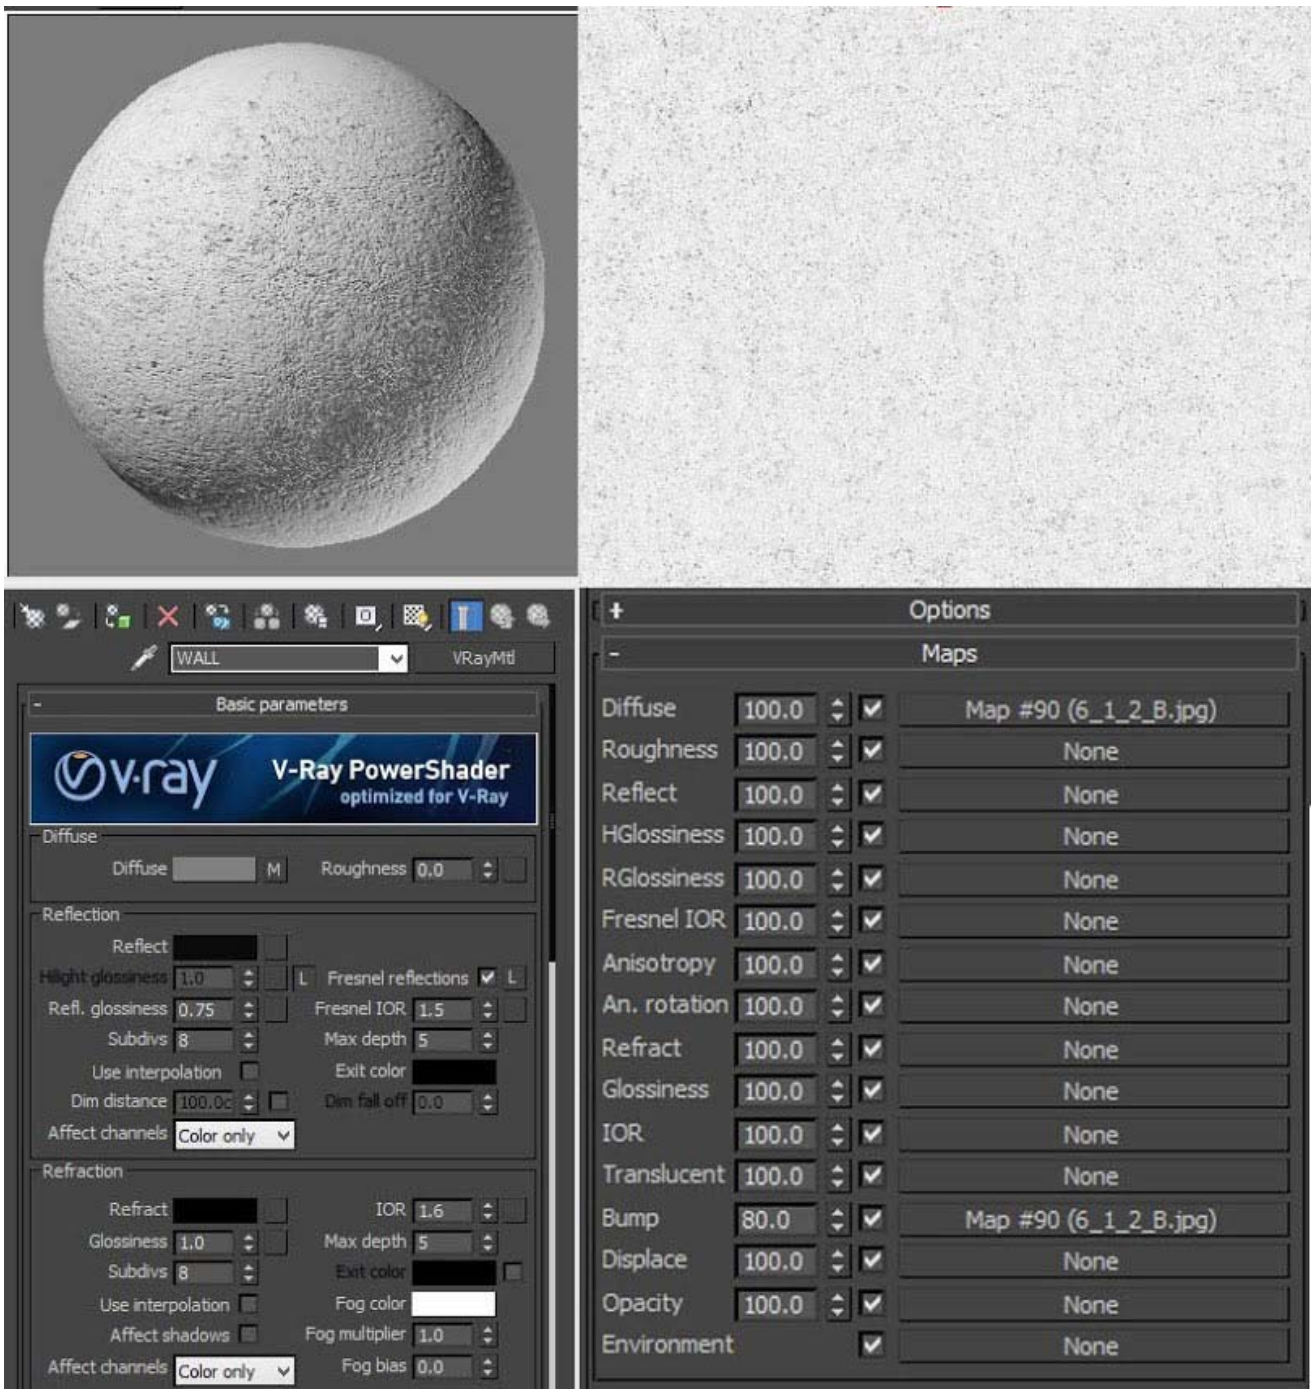 WALL
VRayMtl
- Basic parameters
v·ray
V-Ray PowerShader
optimized for V-Ray
Diffuse
Diffuse M Roughness 0.0
Reflection
Reflect
Hilight glossiness 1.0 L Fresnel reflections L
Refl. glossiness 0.75 Fresnel IOR 1.5
Subdivs 8 Max depth 5
Use interpolation Exit color
Dim distance 100.0c Dim fall off 0.0
Affect channels Color only
Refraction
Refract IOR 1.6
Glossiness 1.0 Max depth 5
Subdivs 8 Exit color
Use interpolation Fog color
Affect shadows Fog multiplier 1.0
Affect channels Color only Fog bias 0.0
+ Options
- Maps
Diffuse 100.0 Map #90 (6_1_2_B.jpg)
Roughness 100.0 None
Reflect 100.0 None
HGlossiness 100.0 None
RGlossiness 100.0 None
Fresnel IOR 100.0 None
Anisotropy 100.0 None
An. rotation 100.0 None
Refract 100.0 None
Glossiness 100.0 None
IOR 100.0 None
Translucent 100.0 None
Bump 80.0 Map #90 (6_1_2_B.jpg)
Displace 100.0 None
Opacity 100.0 None
Environment None